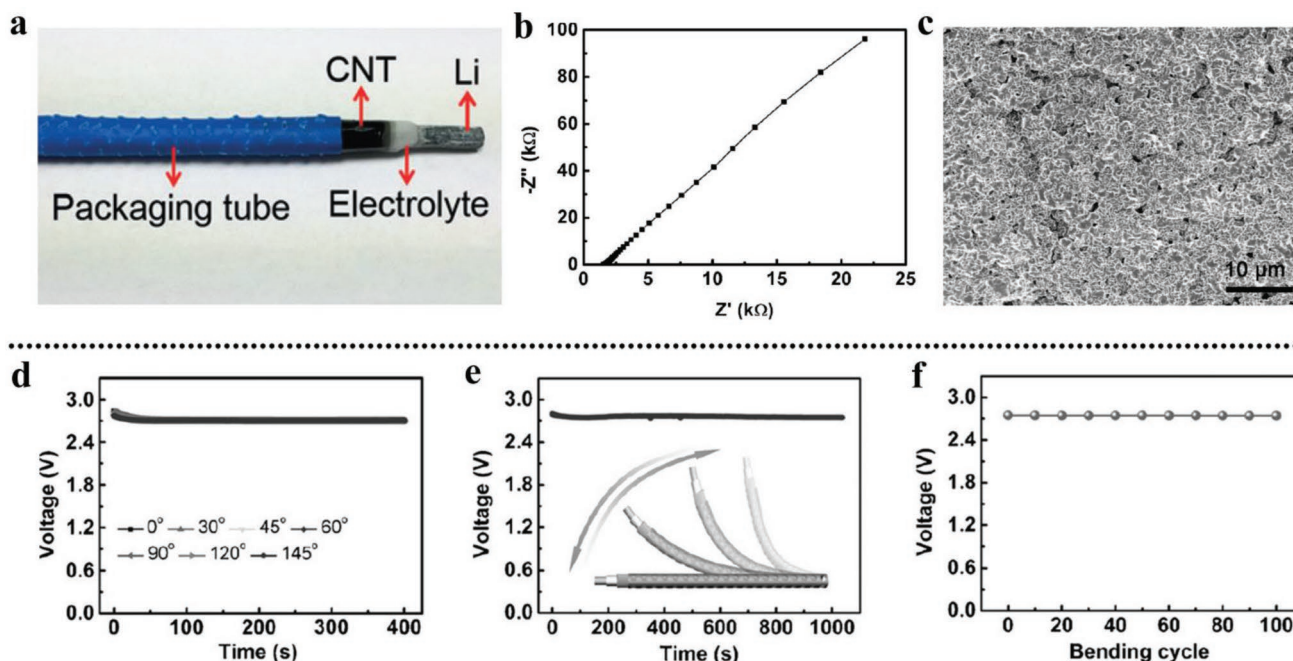 a
CNT
Li
Packaging tube
Electrolyte
b
100
80
60
40
20
0
-Z" (kΩ)
0 5 10 15 20 25
Z' (kΩ)
c
10 μm
d
3.0
2.4
1.8
1.2
0.6
0.0
Voltage (V)
0° 30° 45° 60°
90° 120° 145°
0 100 200 300 400
Time (s)
e
3.0
2.4
1.8
1.2
0.6
0.0
Voltage (V)
0 200 400 600 800 1000
Time (s)
f
3.0
2.4
1.8
1.2
0.6
0.0
Voltage (V)
0 20 40 60 80 100
Bending cycle